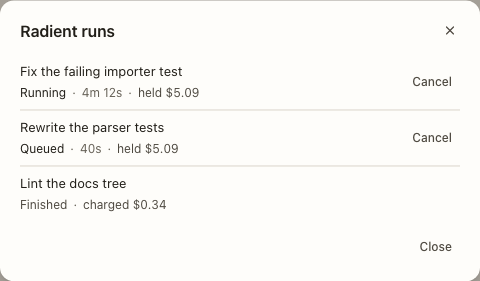 Radient runs
×
Fix the failing importer test
Running · 4m 12s · held $5.09
Cancel
Rewrite the parser tests
Queued · 40s · held $5.09
Cancel
Lint the docs tree
Finished · charged $0.34
Close